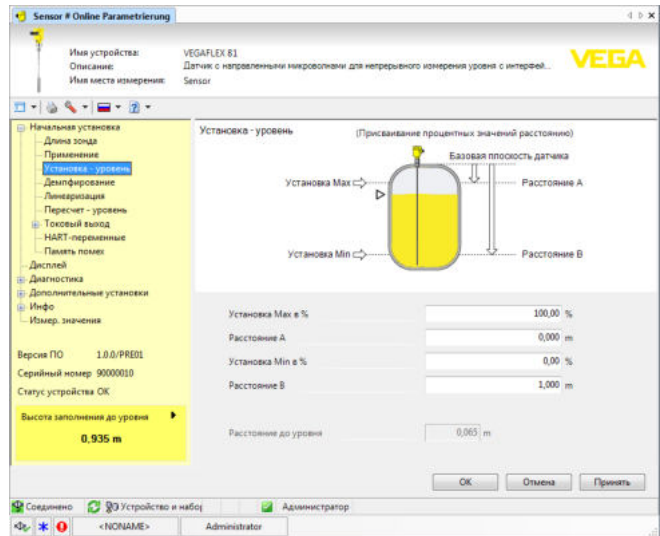 Sensor # Online Parametrierung
Имя устройства: VEGAFLEX 81
Описание: Датчик с направленными микроволнами для непрерывного измерения уровня с интерфей...
Имя места измерения: Sensor
VEGA
Начальная установка
Длина зонда
Применение
Установка - уровень
Демпфирование
Линеаризация
Пересчет - уровень
Токовый выход
HART-переменные
Память помех
Дисплей
Диагностика
Дополнительные установки
Инфо
Измер. значения
Версия ПО 1.0.0/PRE01
Серийный номер 90000010
Статус устройства OK
Высота заполнения до уровня
0,935 m
Установка - уровень
(Присваивание процентных значений расстоянию)
Базовая плоскость датчика
Установка Max
Расстояние A
Установка Min
Расстояние B
Установка Max в % 100,00 %
Расстояние A 0,000 m
Установка Min в % 0,00 %
Расстояние B 1,000 m
Расстояние до уровня 0,065 m
OK Отмена Принять
Соединено Устройство и набо Администратор
<NONAME> Administrator